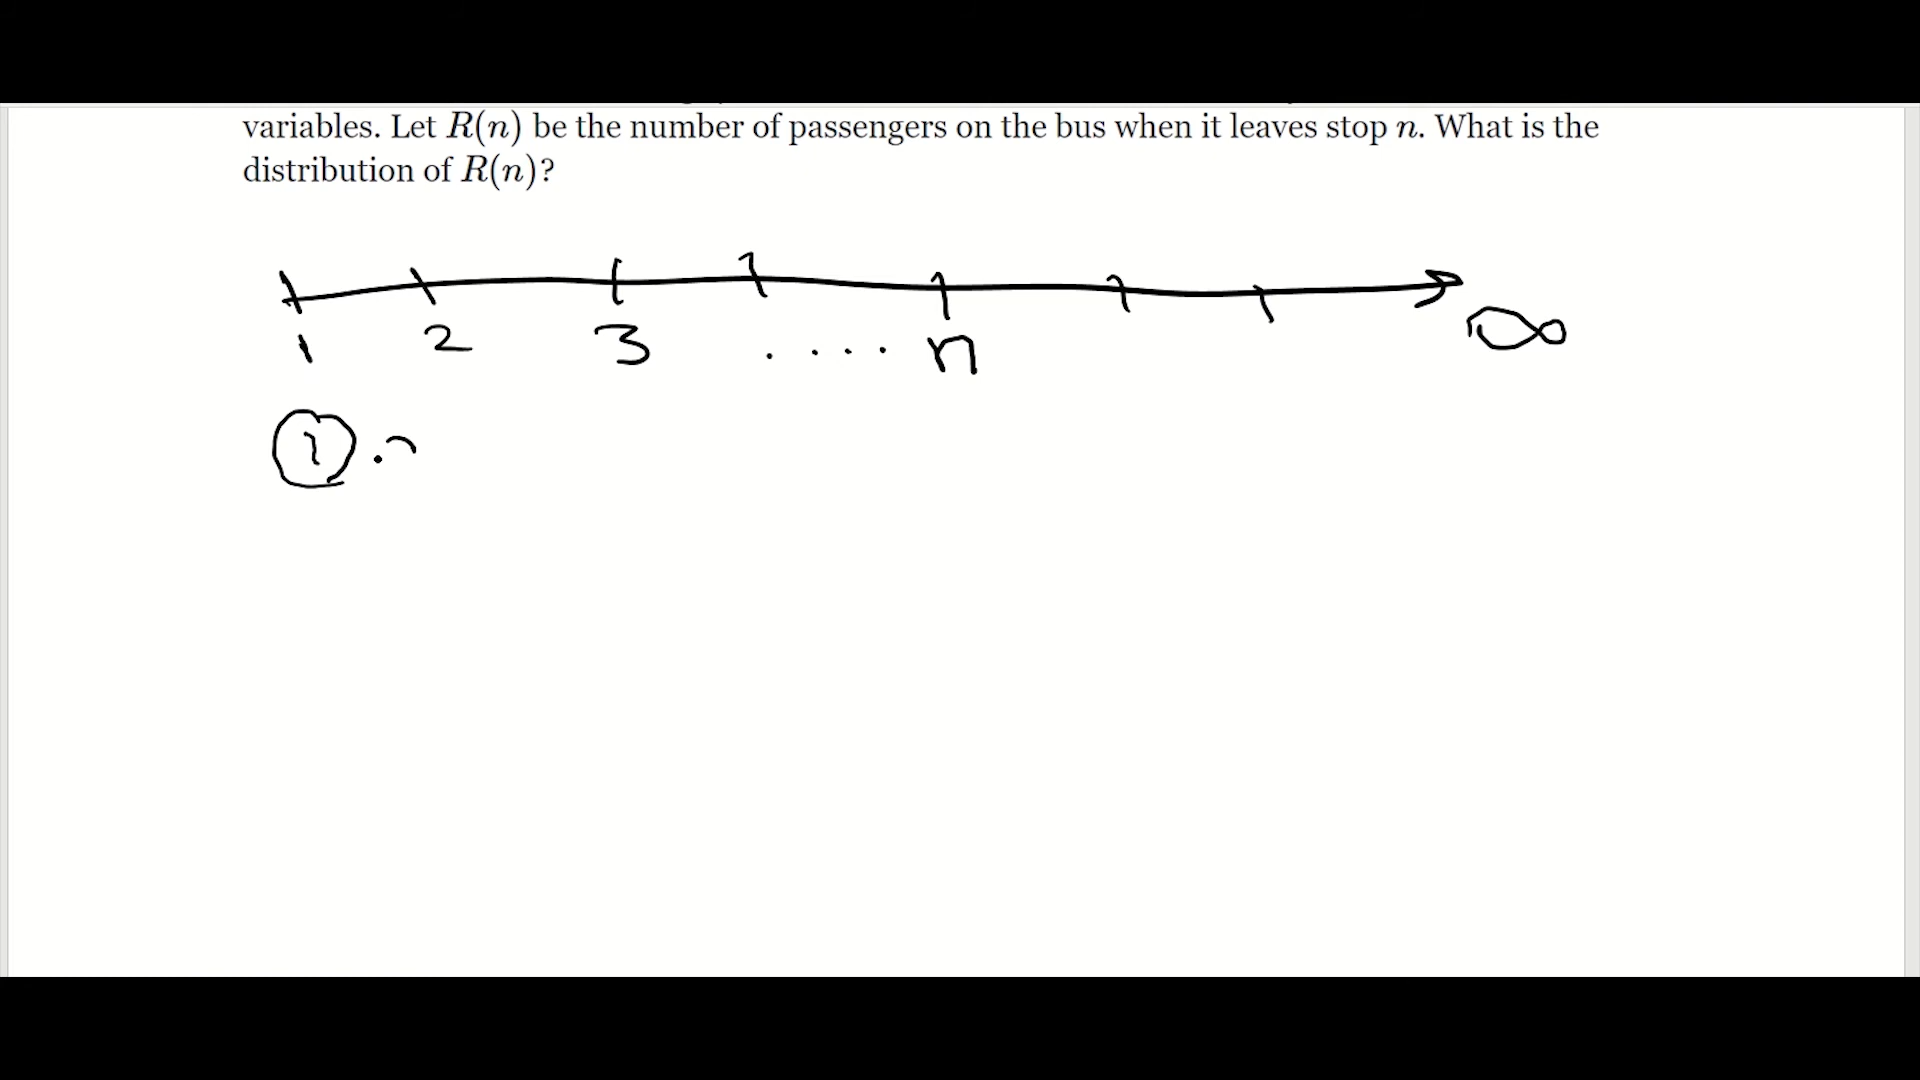 variables. Let R(n) be the number of passengers on the bus when it leaves stop n. What is the
distribution of R(n)?
1 2 3 .... n ∞